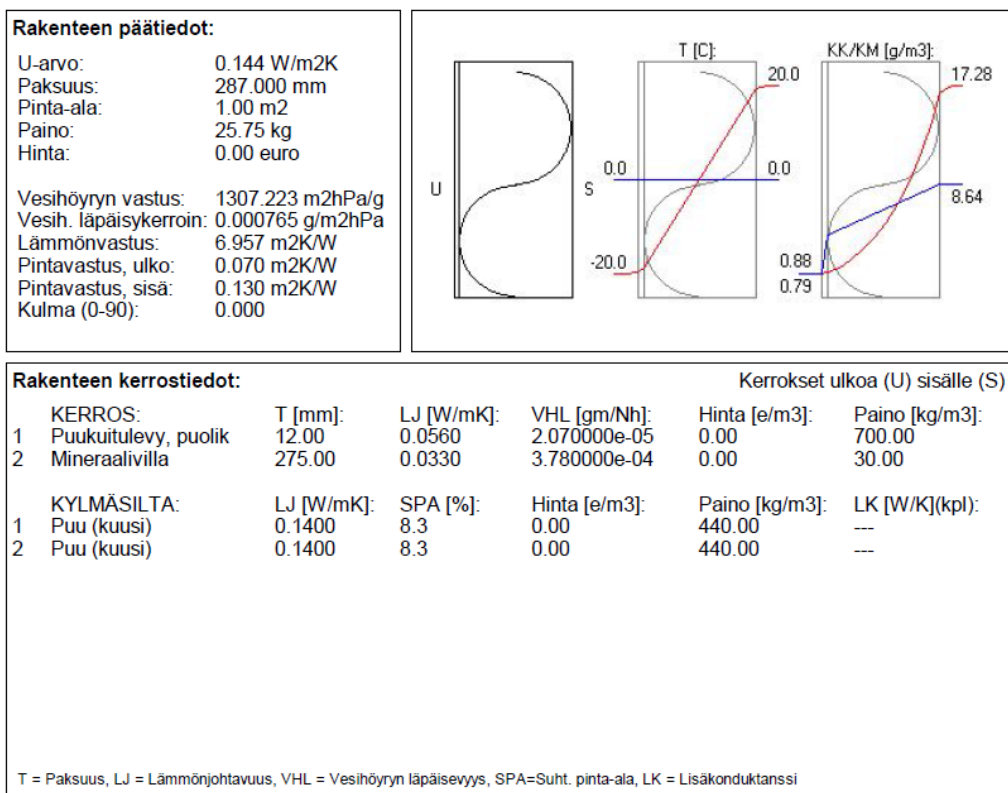 Rakenteen päätiedot:
U-arvo: 0.144 W/m2K
Paksuus: 287.000 mm
Pinta-ala: 1.00 m2
Paino: 25.75 kg
Hinta: 0.00 euro
Vesihöyryn vastus: 1307.223 m2hPa/g
Vesih. läpäisykerroin: 0.000765 g/m2hPa
Lämmönvastus: 6.957 m2K/W
Pintavastus, ulko: 0.070 m2K/W
Pintavastus, sisä: 0.130 m2K/W
Kulma (0-90): 0.000
T [C]: KK/KM [g/m3]:
20.0 17.28
0.0 0.0
U S
8.64
-20.0 0.88
0.79
Rakenteen kerrostiedot: Kerrokset ulkoa (U) sisälle (S)
KERROS: T [mm]: LJ [W/mK]: VHL [gm/Nh]: Hinta [e/m3]: Paino [kg/m3]:
1 Puukuitulevy, puolik 12.00 0.0560 2.070000e-05 0.00 700.00
2 Mineraalivilla 275.00 0.0330 3.780000e-04 0.00 30.00
KYLMÄSILTA: LJ [W/mK]: SPA [%]: Hinta [e/m3]: Paino [kg/m3]: LK [W/K](kpl):
1 Puu (kuusi) 0.1400 8.3 0.00 440.00 ---
2 Puu (kuusi) 0.1400 8.3 0.00 440.00 ---
T = Paksuus, LJ = Lämmönjohtavuus, VHL = Vesihöyryn läpäisevyys, SPA=Suht. pinta-ala, LK = Lisäkonduktanssi